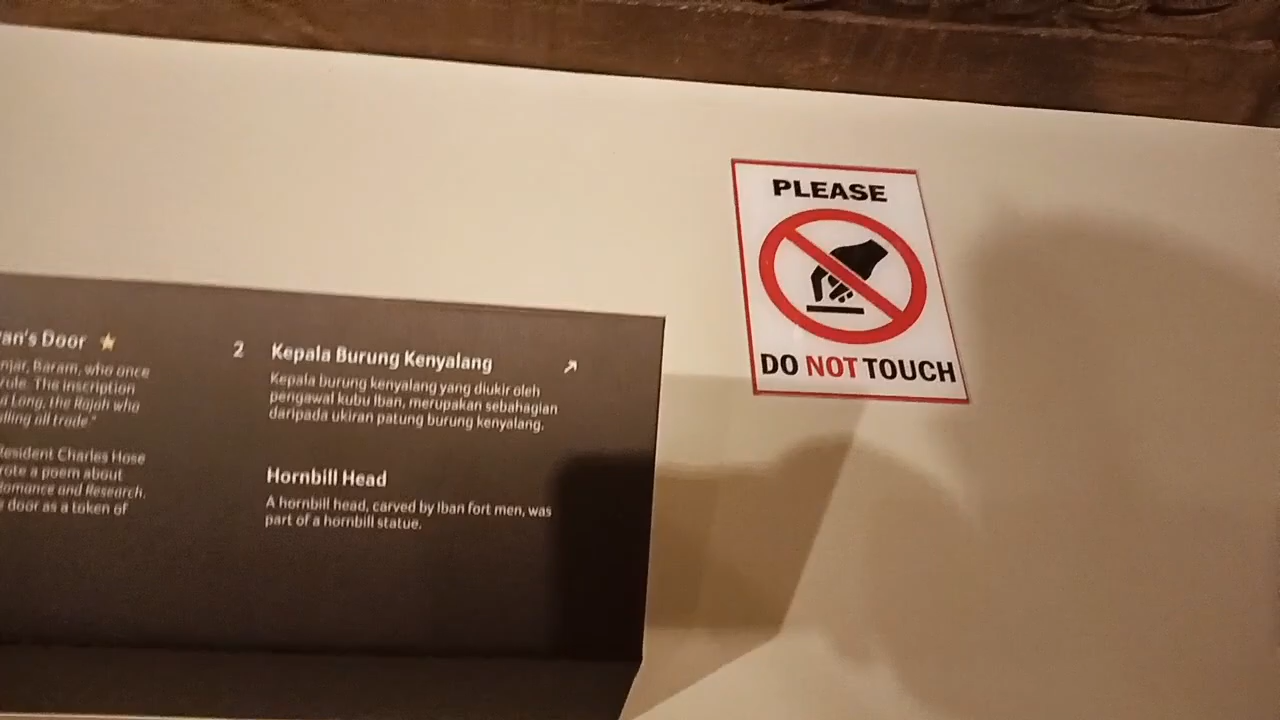 an's Door
njar, Baram, who once
rule. The inscription
a Long, the Rajah who
alling all trade."
Resident Charles Hose
rote a poem about
Romance and Research.
door as a token of
2 Kepala Burung Kenyalang
Kepala burung kenyalang yang diukir oleh
pengawal kubu Iban, merupakan sebahagian
daripada ukiran patung burung kenyalang.
Hornbill Head
A hornbill head, carved by Iban fort men, was
part of a hornbill statue.
PLEASE
DO NOT TOUCH